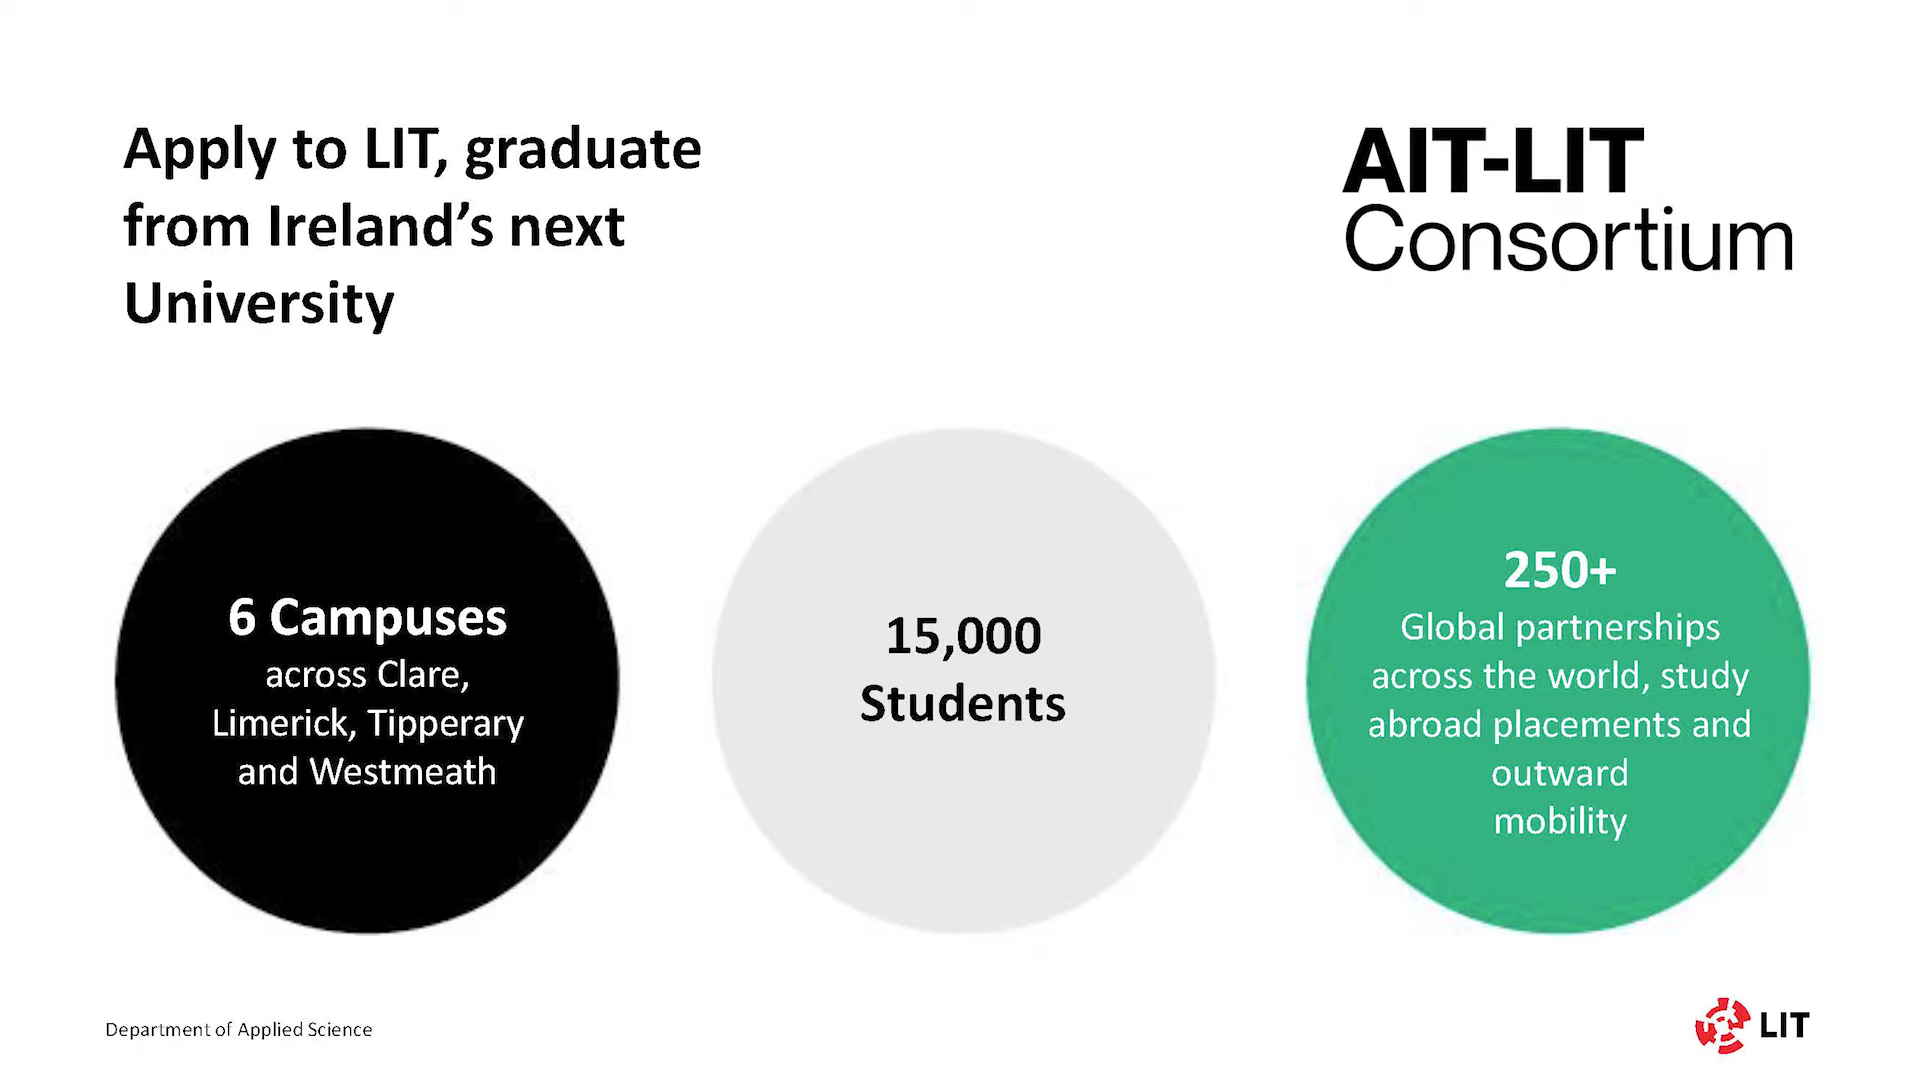 Apply to LIT, graduate
from Ireland’s next
University
AIT-LIT
Consortium
6 Campuses
across Clare,
Limerick, Tipperary
and Westmeath
15,000
Students
250+
Global partnerships
across the world, study
abroad placements and
outward
mobility
Department of Applied Science
LIT